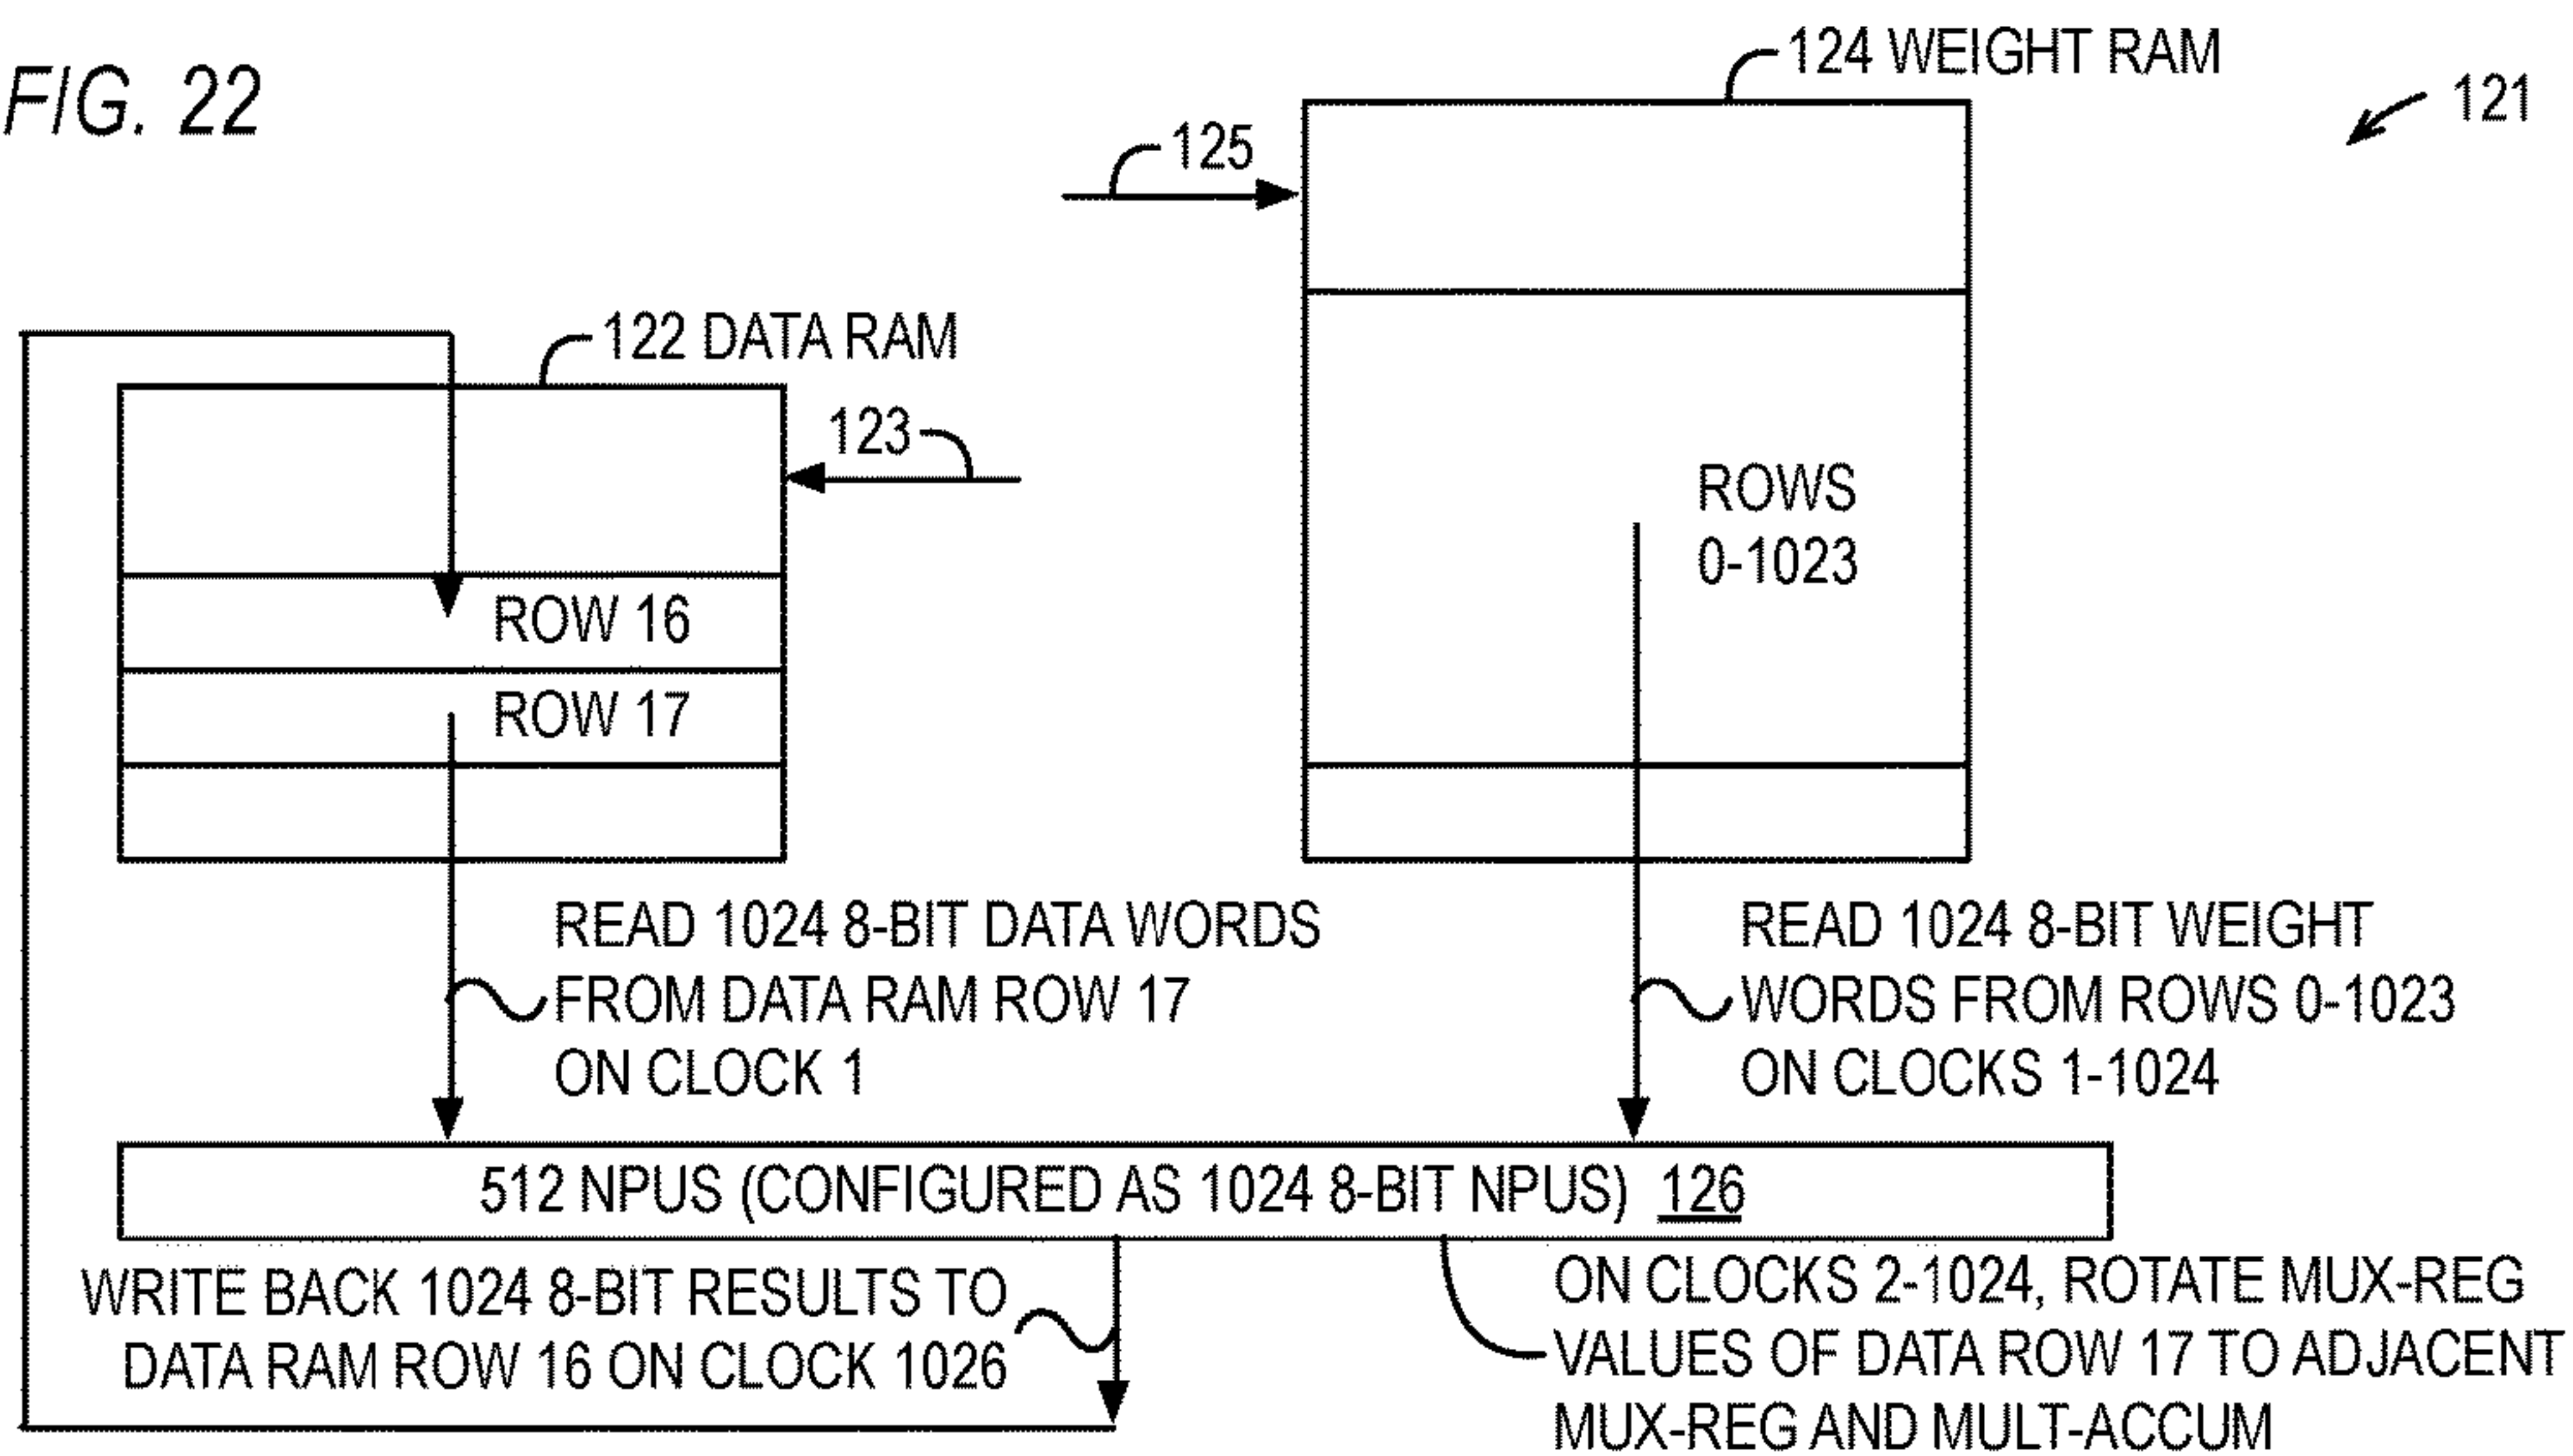 FIG. 22
124 WEIGHT RAM
121
125
122 DATA RAM
123
ROWS
0-1023
ROW 16
ROW 17
READ 1024 8-BIT DATA WORDS
FROM DATA RAM ROW 17
ON CLOCK 1
READ 1024 8-BIT WEIGHT
WORDS FROM ROWS 0-1023
ON CLOCKS 1-1024
512 NPUS (CONFIGURED AS 1024 8-BIT NPUS) 126
WRITE BACK 1024 8-BIT RESULTS TO
DATA RAM ROW 16 ON CLOCK 1026
ON CLOCKS 2-1024, ROTATE MUX-REG
VALUES OF DATA ROW 17 TO ADJACENT
MUX-REG AND MULT-ACCUM